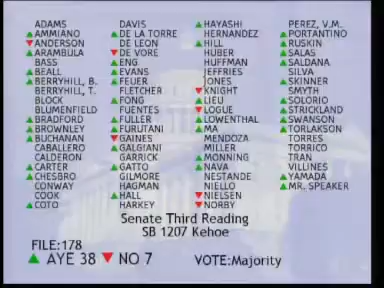 ADAMS DAVIS HAYASHI PEREZ, V.M.
AMMIANO DE LA TORRE HERNANDEZ PORTANTINO
ANDERSON DE LEON HILL RUSKIN
ARAMBULA DE VORE HUBER SALAS
BASS ENG HUFFMAN SALDANA
BEALL EVANS JEFFRIES SILVA
BERRYHILL, B. FEUER JONES SKINNER
BERRYHILL, T. FLETCHER KNIGHT SMYTH
BLOCK FONG LIEU SOLORIO
BLUMENFIELD FUENTES LOGUE STRICKLAND
BRADFORD FULLER LOWENTHAL SWANSON
BROWNLEY FURUTANI MA TORLAKSON
BUCHANAN GAINES MENDOZA TORRES
CABALLERO GALGIANI MILLER TORRICO
CALDERON GARRICK MONNING TRAN
CARTER GATTO NAVA VILLINES
CHESBRO GILMORE NESTANDE YAMADA
CONWAY HAGMAN NIELLO MR. SPEAKER
COOK HALL NIELSEN
COTO HARKEY NORBY
Senate Third Reading
SB 1207 Kehoe
FILE:178
AYE 38 NO 7 VOTE:Majority